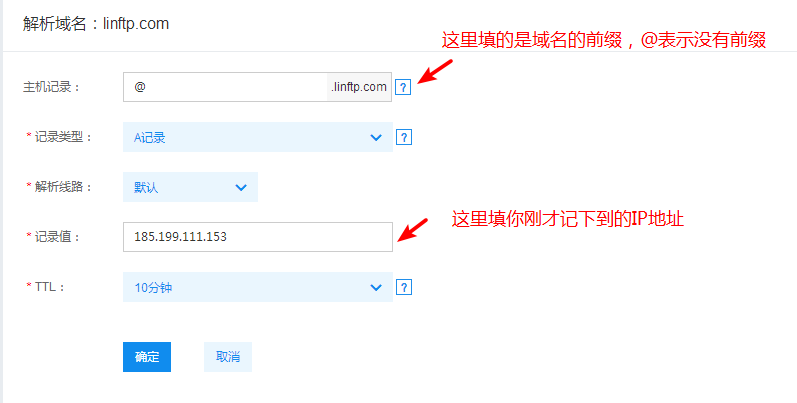 解析域名：linftp.com
这里填的是域名的前缀，@表示没有前缀
主机记录： @ .linftp.com ?
* 记录类型： A记录 ?
* 解析线路： 默认
这里填你刚才记下到的IP地址
* 记录值： 185.199.111.153
* TTL： 10分钟 ?
确定 取消